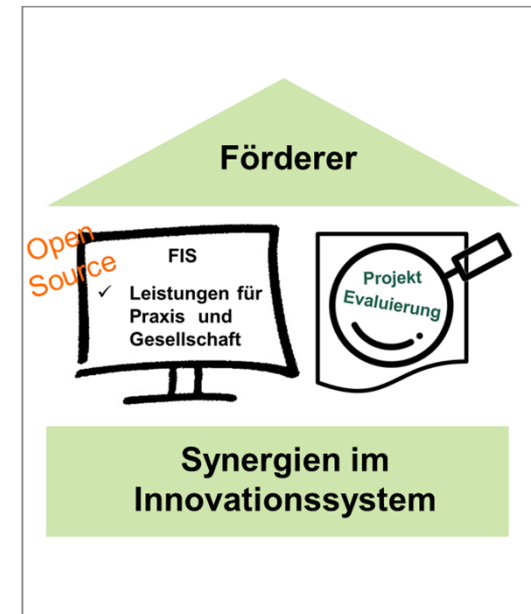 Förderer
Open
Source
FIS
✓ Leistungen für
Praxis und
Gesellschaft
Projekt
Evaluierung
Synergien im
Innovationssystem